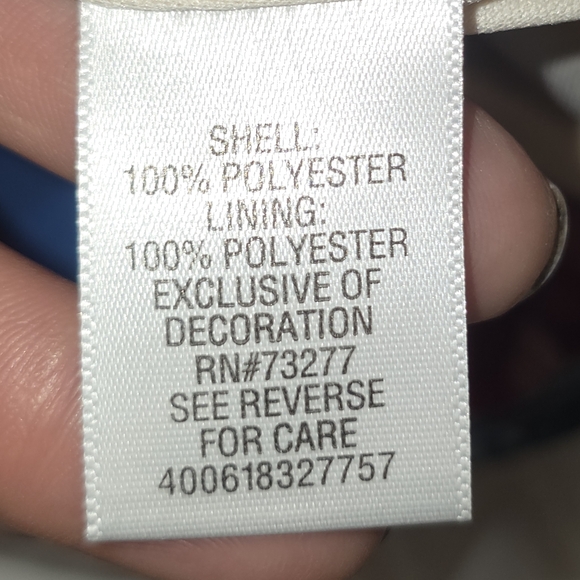 SHELL:
100% POLYESTER
LINING:
100% POLYESTER
EXCLUSIVE OF
DECORATION
RN#73277
SEE REVERSE
FOR CARE
400618327757